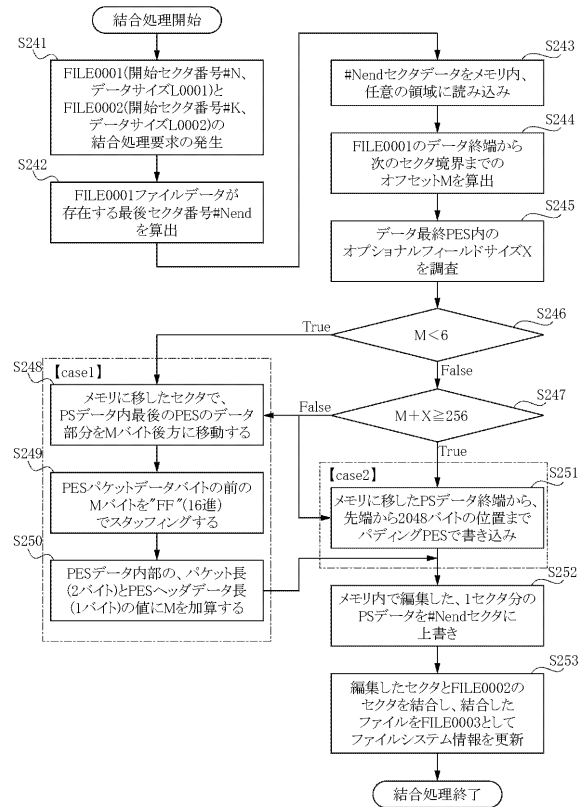 結合処理開始
S241
FILE0001(開始セクタ番号#N、
データサイズL0001)と
FILE0002(開始セクタ番号#K、
データサイズL0002)の
結合処理要求の発生
S242
FILE0001ファイルデータが
存在する最後セクタ番号#Nend
を算出
S243
#Nendセクタデータをメモリ内、
任意の領域に読み込み
S244
FILE0001のデータ終端から
次のセクタ境界までの
オフセットMを算出
S245
データ最終PES内の
オプショナルフィールドサイズX
を調査
S246
M<6
True
False
S247
M+X≧256
False
True
【case1】
S248
メモリに移したセクタで、
PSデータ内最後のPESのデータ
部分をMバイト後方に移動する
S249
PESパケットデータバイトの前の
Mバイトを"FF"(16進)
でスタッフィングする
S250
PESデータ内部の、パケット長
(2バイト)とPESヘッダデータ長
(1バイト)の値にMを加算する
【case2】
S251
メモリに移したPSデータ終端から、
先端から2048バイトの位置まで
パディングPESで書き込み
S252
メモリ内で編集した、1セクタ分の
PSデータを#Nendセクタに
上書き
S253
編集したセクタとFILE0002の
セクタを結合し、結合した
ファイルをFILE0003として
ファイルシステム情報を更新
結合処理終了